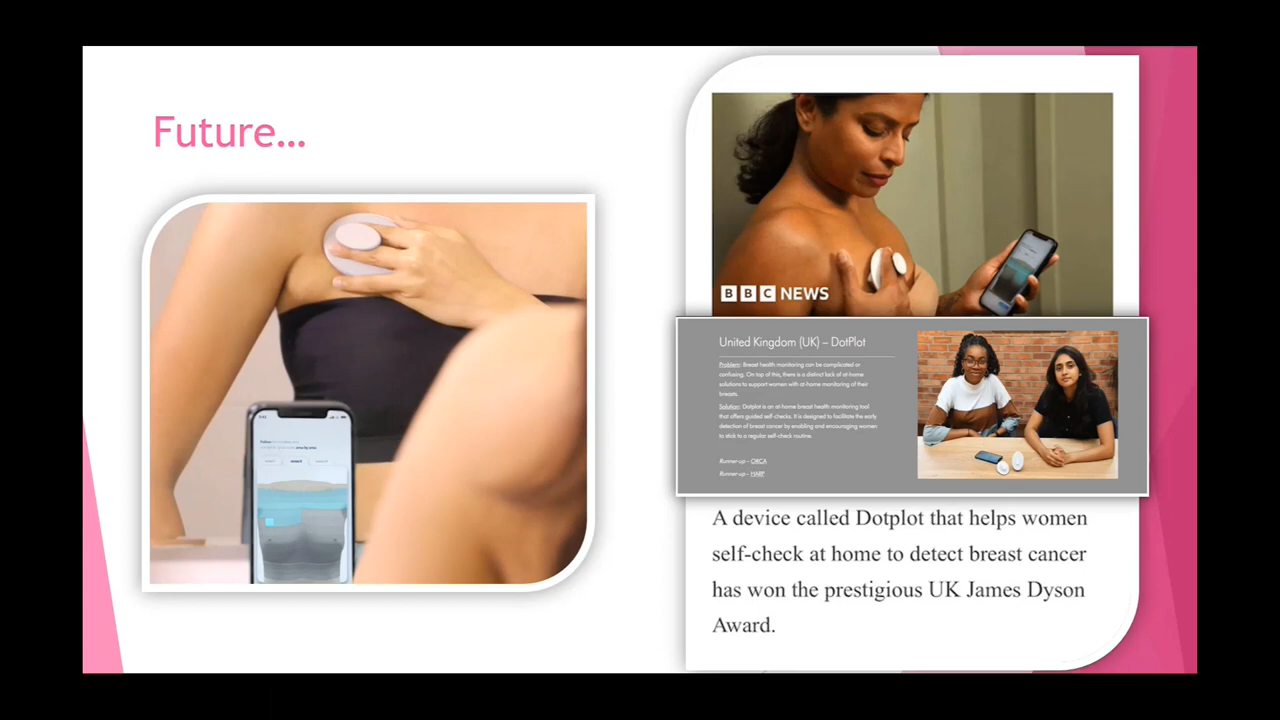 Future...
BBC NEWS
United Kingdom (UK) – DotPlot
Problem: Breast health monitoring can be complicated or
confusing. On top of this, there is a distinct lack of at-home
solutions to support women with at-home monitoring of their
breasts.
Solution: Dotplot is an at-home breast health monitoring tool
that offers guided self-checks. It is designed to facilitate the early
detection of breast cancer by enabling and encouraging women
to stick to a regular self-check routine.
Runner-up – ORCA
Runner-up – HARP
A device called Dotplot that helps women
self-check at home to detect breast cancer
has won the prestigious UK James Dyson
Award.